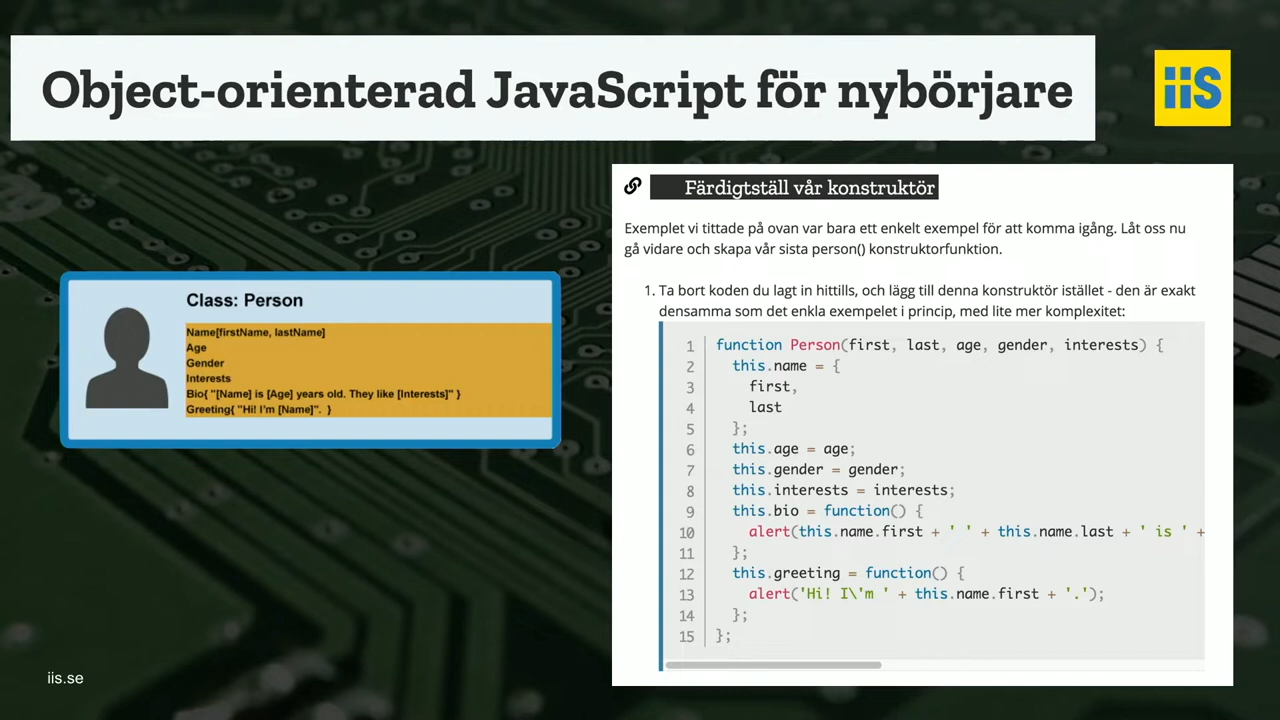 Object-orienterad JavaScript för nybörjare
iis
Class: Person
Name[firstName, lastName]
Age
Gender
Interests
Bio{ "[Name] is [Age] years old. They like [Interests]" }
Greeting{ "Hi! I'm [Name]". }
iis.se
Färdigtställ vår konstruktör
Exemplet vi tittade på ovan var bara ett enkelt exempel för att komma igång. Låt oss nu
gå vidare och skapa vår sista person() konstruktorfunktion.
1. Ta bort koden du lagt in hittills, och lägg till denna konstruktör istället - den är exakt
densamma som det enkla exempelet i princip, med lite mer komplexitet:
1 function Person(first, last, age, gender, interests) {
2 this.name = {
3 first,
4 last
5 };
6 this.age = age;
7 this.gender = gender;
8 this.interests = interests;
9 this.bio = function() {
10 alert(this.name.first + ' ' + this.name.last + ' is ' +
11 };
12 this.greeting = function() {
13 alert('Hi! I\'m ' + this.name.first + '.');
14 };
15 };